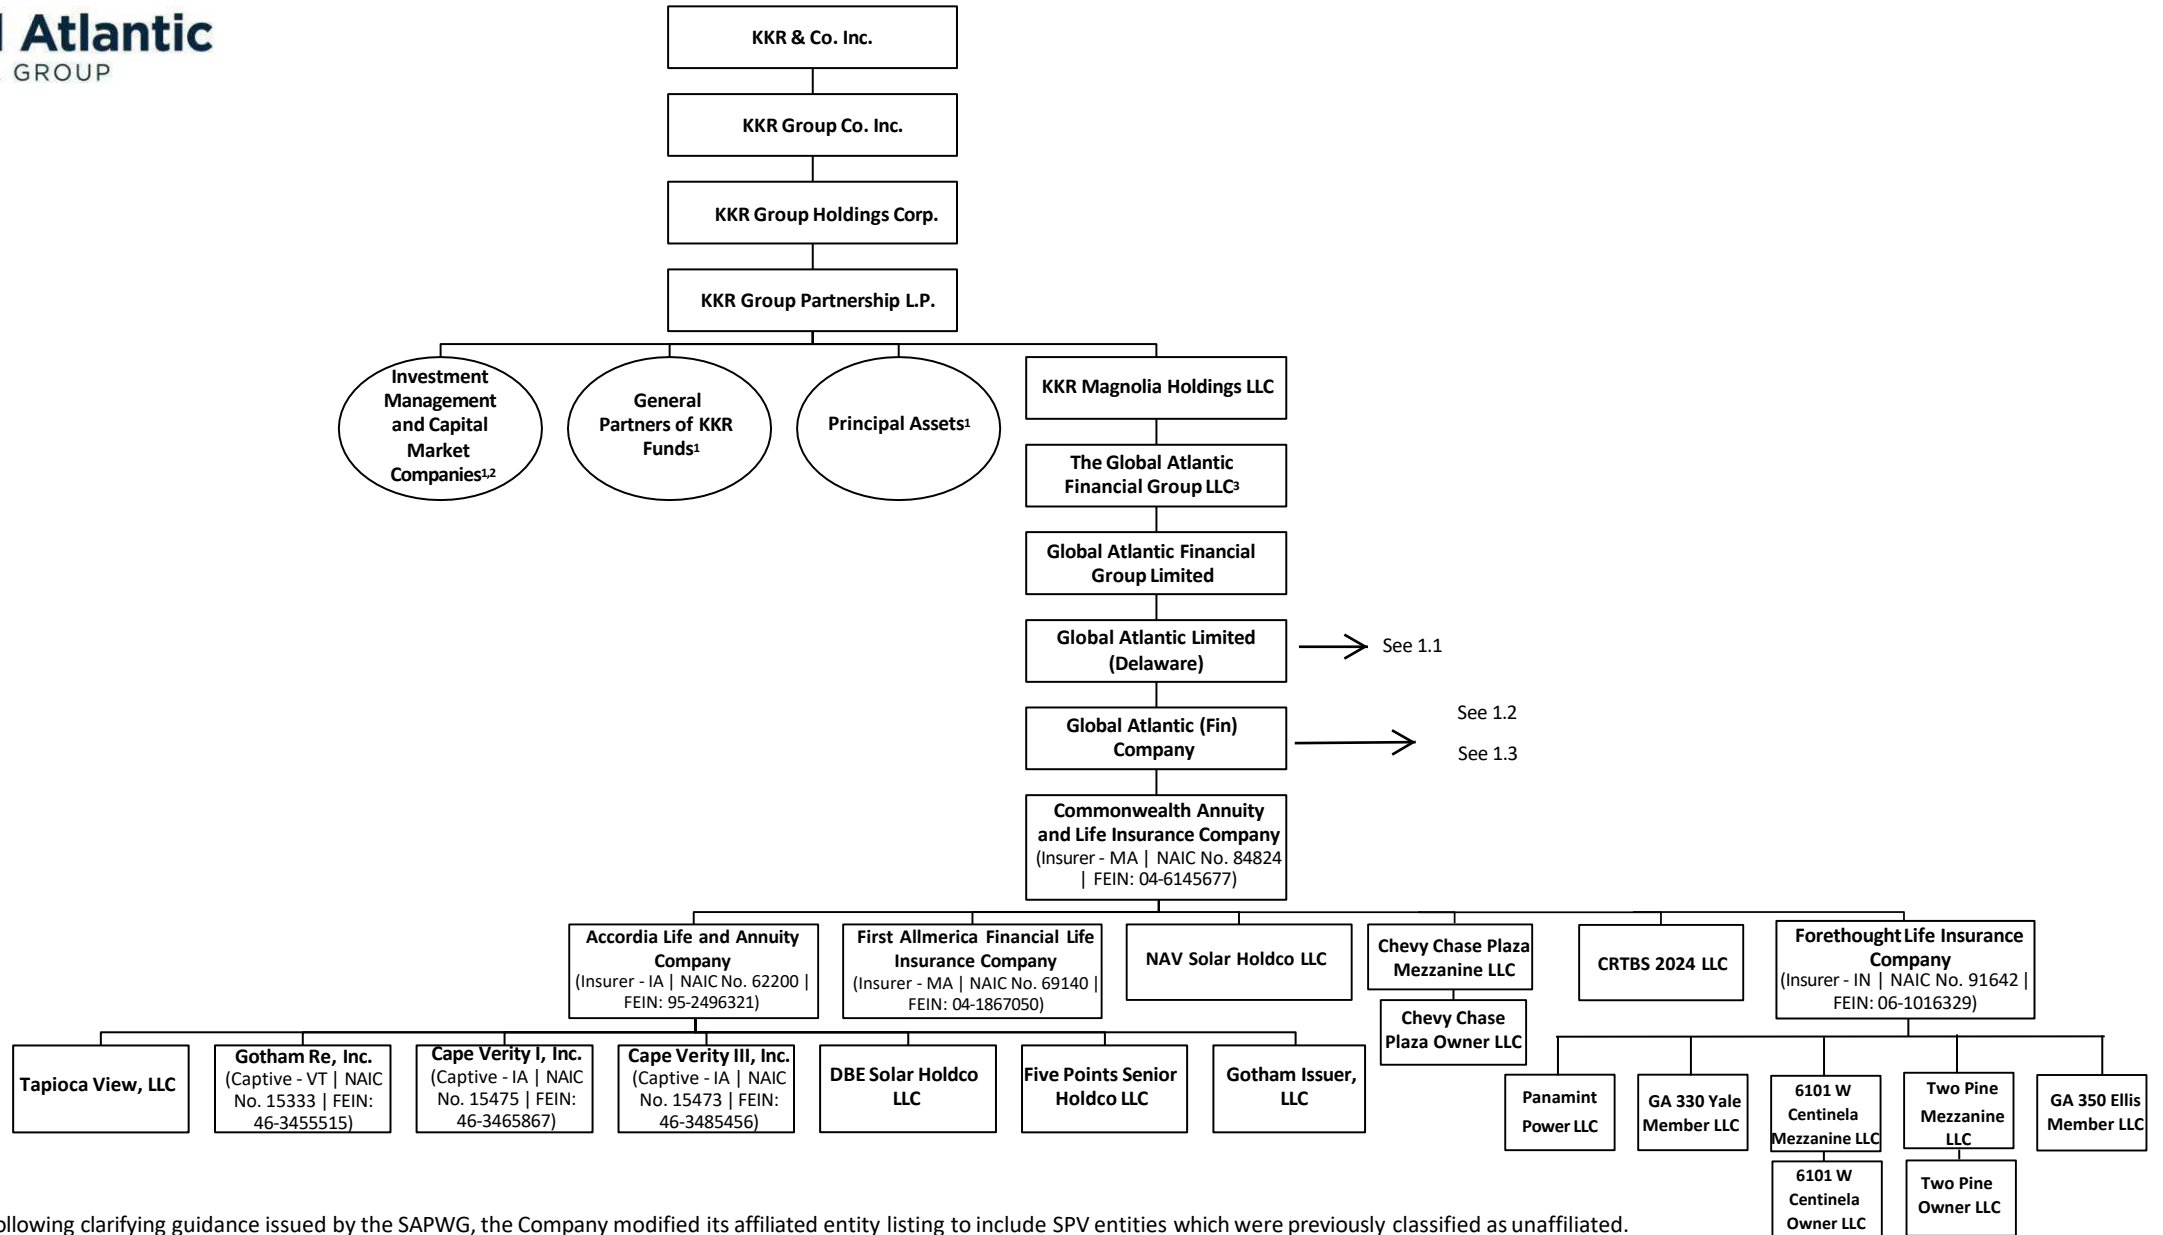 Atlantic
GROUP
KKR & Co. Inc.
KKR Group Co. Inc.
KKR Group Holdings Corp.
KKR Group Partnership L.P.
Investment
Management
and Capital
Market
Companies1,2
General
Partners of KKR
Funds1
Principal Assets1
KKR Magnolia Holdings LLC
The Global Atlantic
Financial Group LLC3
Global Atlantic Financial
Group Limited
Global Atlantic Limited
(Delaware)
See 1.1
Global Atlantic (Fin)
Company
See 1.2
See 1.3
Commonwealth Annuity
and Life Insurance Company
(Insurer - MA | NAIC No. 84824
| FEIN: 04-6145677)
Accordia Life and Annuity
Company
(Insurer - IA | NAIC No. 62200 |
FEIN: 95-2496321)
First Allmerica Financial Life
Insurance Company
(Insurer - MA | NAIC No. 69140 |
FEIN: 04-1867050)
NAV Solar Holdco LLC
Chevy Chase Plaza
Mezzanine LLC
Chevy Chase
Plaza Owner LLC
CRTBS 2024 LLC
Forethought Life Insurance
Company
(Insurer - IN | NAIC No. 91642 |
FEIN: 06-1016329)
Tapioca View, LLC
Gotham Re, Inc.
(Captive - VT | NAIC
No. 15333 | FEIN:
46-3455515)
Cape Verity I, Inc.
(Captive - IA | NAIC
No. 15475 | FEIN:
46-3465867)
Cape Verity III, Inc.
(Captive - IA | NAIC
No. 15473 | FEIN:
46-3485456)
DBE Solar Holdco
LLC
Five Points Senior
Holdco LLC
Gotham Issuer,
LLC
Panamint
Power LLC
GA 330 Yale
Member LLC
6101 W
Centinela
Mezzanine LLC
6101 W
Centinela
Owner LLC
Two Pine
Mezzanine
LLC
Two Pine
Owner LLC
GA 350 Ellis
Member LLC
ollowing clarifying guidance issued by the SAPWG, the Company modified its affiliated entity listing to include SPV entities which were previously classified as unaffiliated.